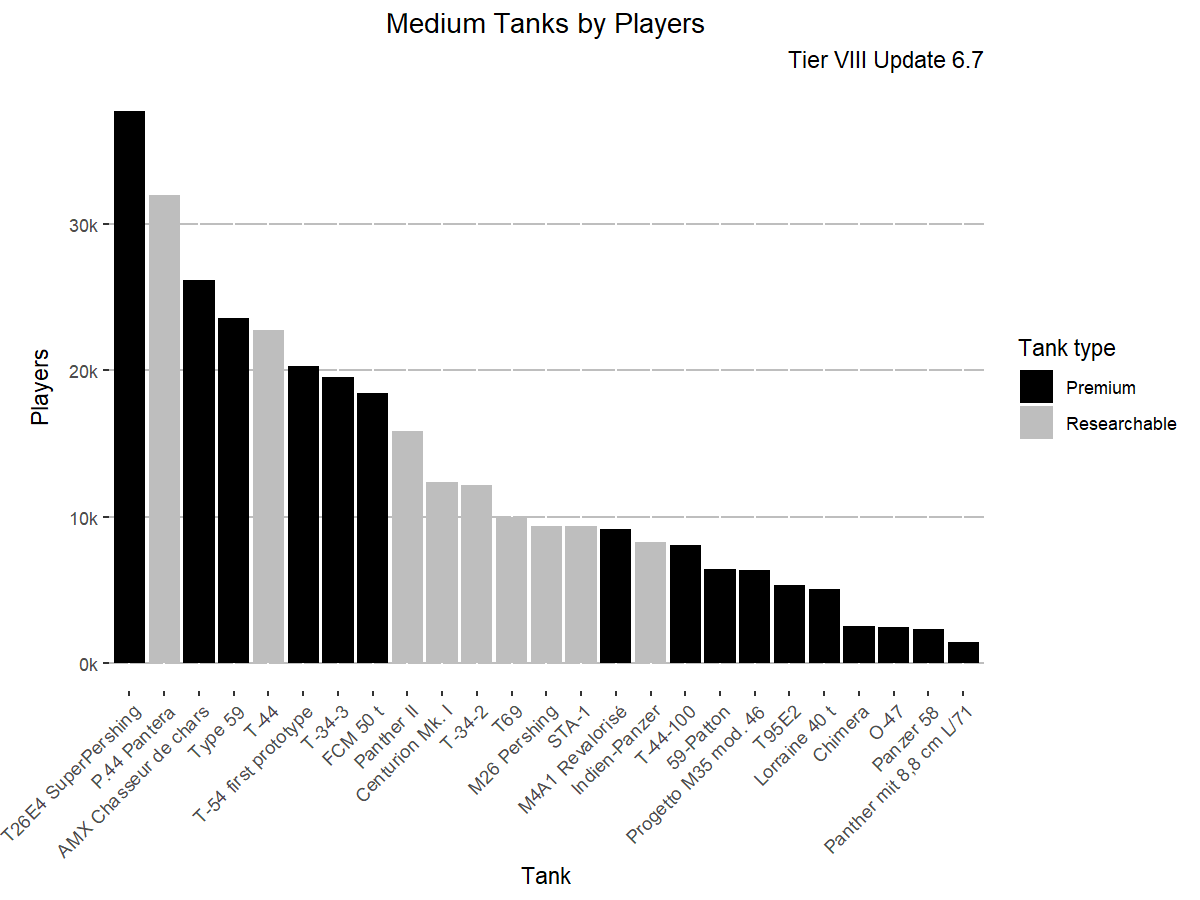 Medium Tanks by Players
Tier VIII Update 6.7
Players
30k
20k
10k
0k
T26E4 SuperPershing
P.44 Pantera
AMX Chasseur de chars
Type 59
T-44
T-54 first prototype
T-34-3
FCM 50 t
Panther II
Centurion Mk. I
T-34-2
T69
M26 Pershing
STA-1
M4A1 Revalorisé
Indien-Panzer
T-44-100
59-Patton
Progetto M35 mod. 46
T95E2
Lorraine 40 t
Chimera
O-47
Panzer 58
Panther mit 8,8 cm L/71
Tank
Tank type
Premium
Researchable